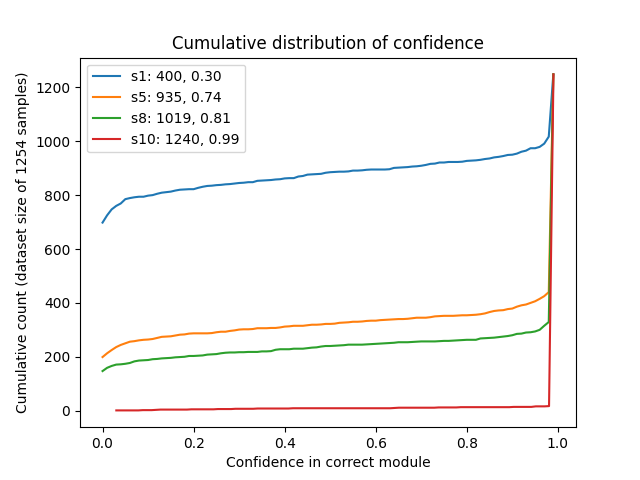 Cumulative distribution of confidence
Cumulative count (dataset size of 1254 samples)
1200
1000
800
600
400
200
0
s1: 400, 0.30
s5: 935, 0.74
s8: 1019, 0.81
s10: 1240, 0.99
0.0 0.2 0.4 0.6 0.8 1.0
Confidence in correct module